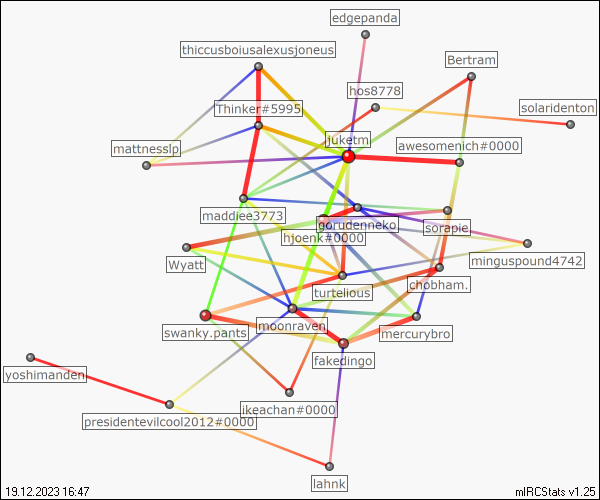 edgepanda
thiccusboiusalexusjoneus
Bertram
hos8778
Thinker#5995
solaridenton
juketm
awesomenich#0000
mattnesslp
maddiee3773
gorudenneko
sorapie
hjoenk#0000
Wyatt
minguspound4742
turtelious
chobham.
swanky.pants
moonraven
mercurybro
fakedingo
yoshimanden
ikeachan#0000
presidentevilcool2012#0000
lahnk
19.12.2023 16:47
mIRCStats v1.25